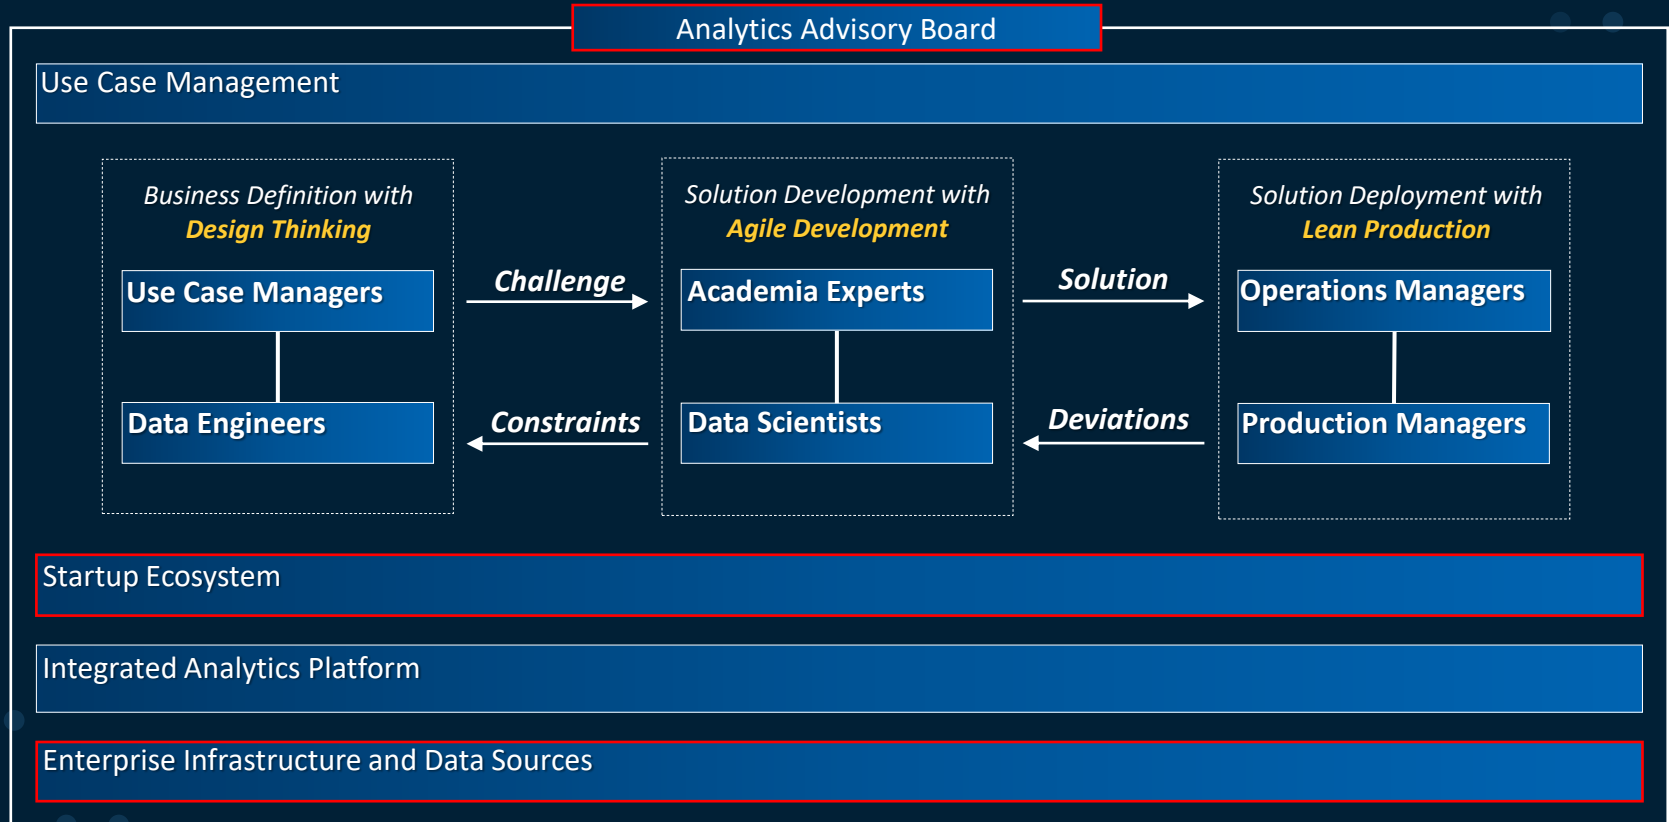 Analytics Advisory Board
Use Case Management
Business Definition with
Design Thinking
Use Case Managers
Data Engineers
Challenge
Constraints
Solution Development with
Agile Development
Academia Experts
Data Scientists
Solution
Deviations
Solution Deployment with
Lean Production
Operations Managers
Production Managers
Startup Ecosystem
Integrated Analytics Platform
Enterprise Infrastructure and Data Sources